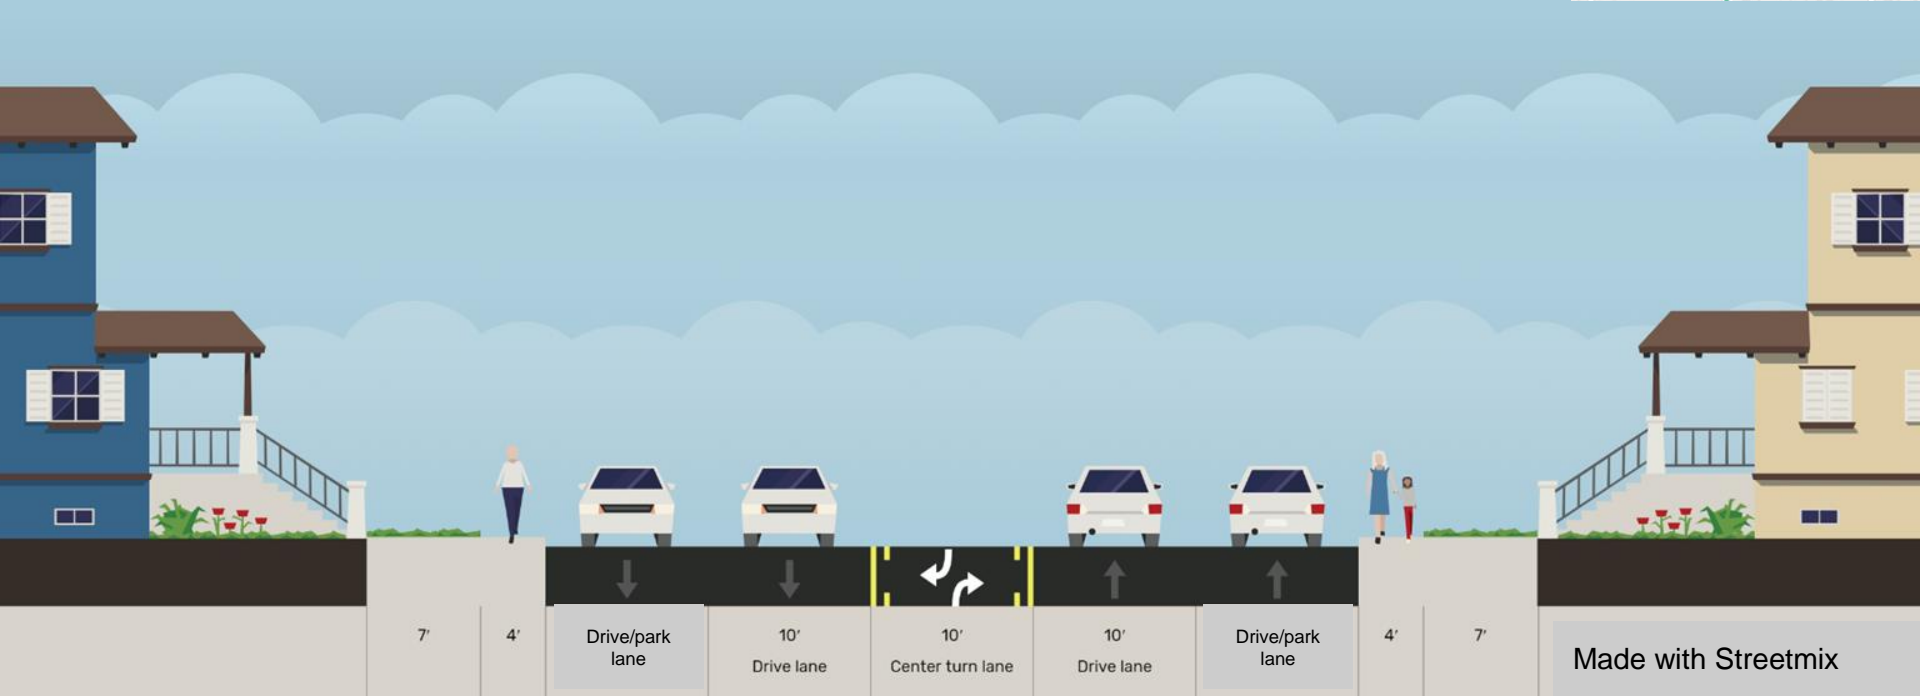 7′
4′
Drive/park
lane
10′
Drive lane
10′
Center turn lane
10′
Drive lane
Drive/park
lane
4′
7′
Made with Streetmix